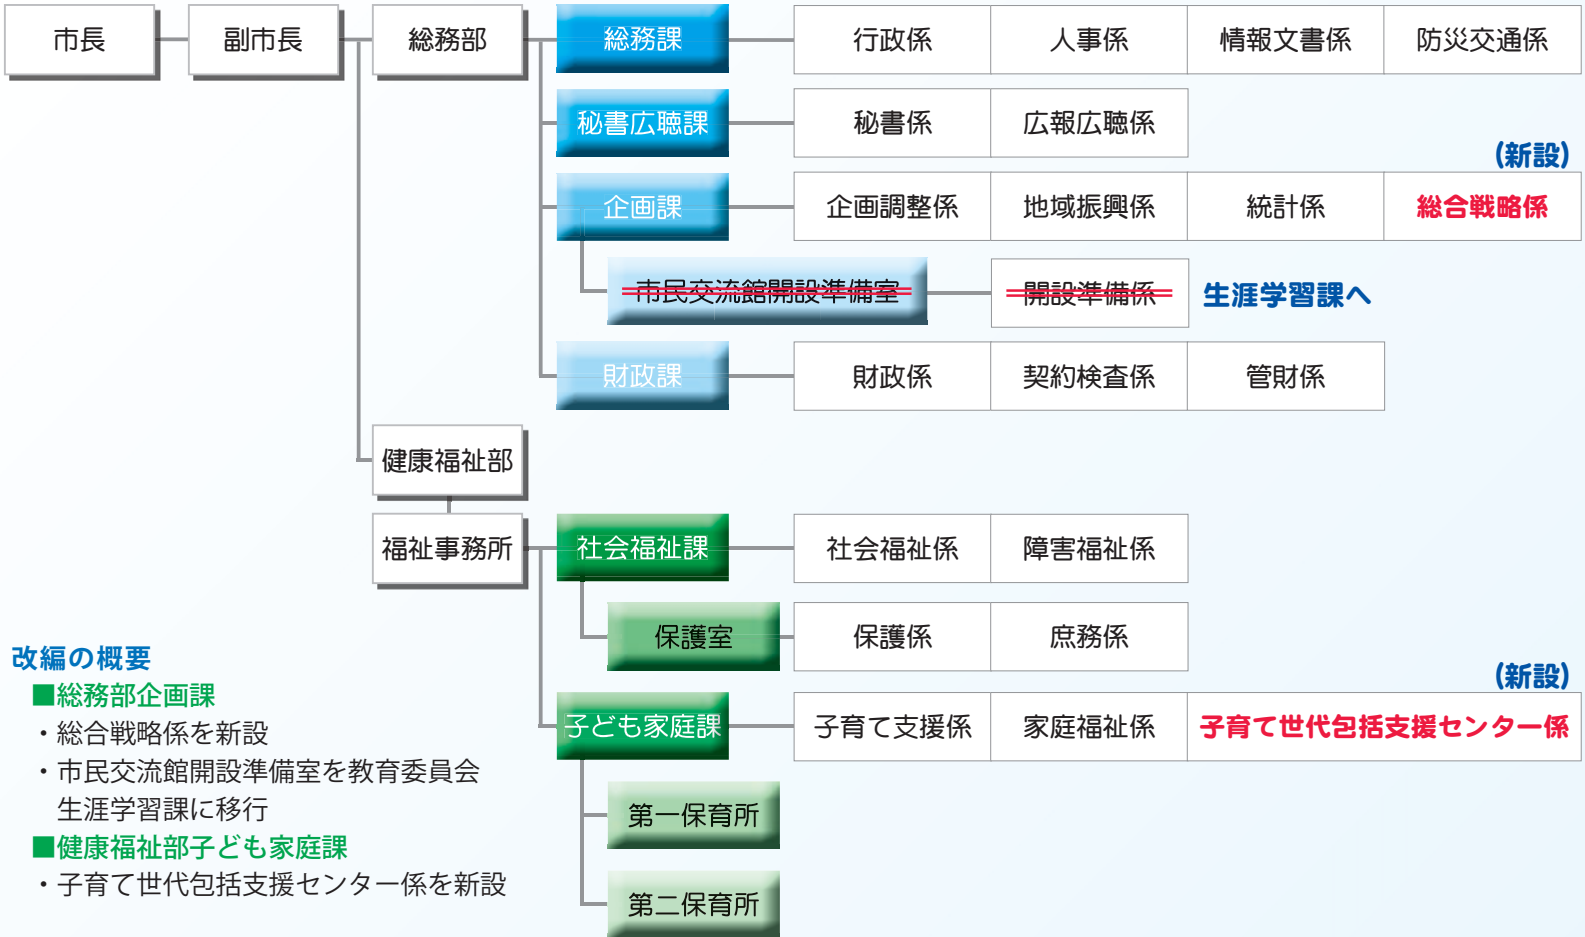 市長 副市長 総務部 総務課 行政係 人事係 情報文書係 防災交通係
秘書広聴課 秘書係 広報広聴係
(新設)
企画課 企画調整係 地域振興係 統計係 総合戦略係
市民交流館開設準備室 開設準備係 生涯学習課へ
財政課 財政係 契約検査係 管財係
健康福祉部
福祉事務所 社会福祉課 社会福祉係 障害福祉係
保護室 保護係 庶務係
(新設)
子ども家庭課 子育て支援係 家庭福祉係 子育て世代包括支援センター係
第一保育所
第二保育所
改編の概要
■総務部企画課
・総合戦略係を新設
・市民交流館開設準備室を教育委員会
生涯学習課に移行
■健康福祉部子ども家庭課
・子育て世代包括支援センター係を新設